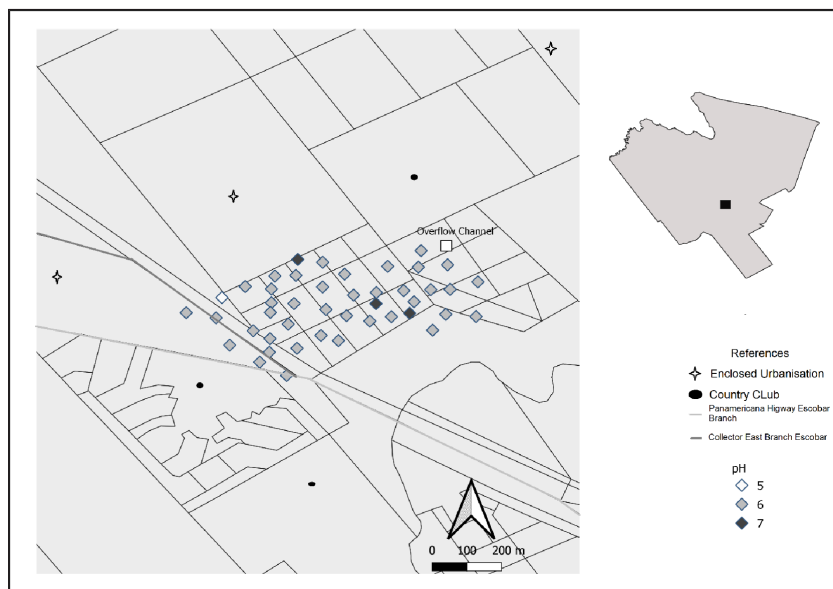 Overflow Channel
References
Enclosed Urbanisation
Country CLub
Panamericana Higway Escobar
Branch
Collector East Branch Escobar
pH
5
6
7
0 100 200 m